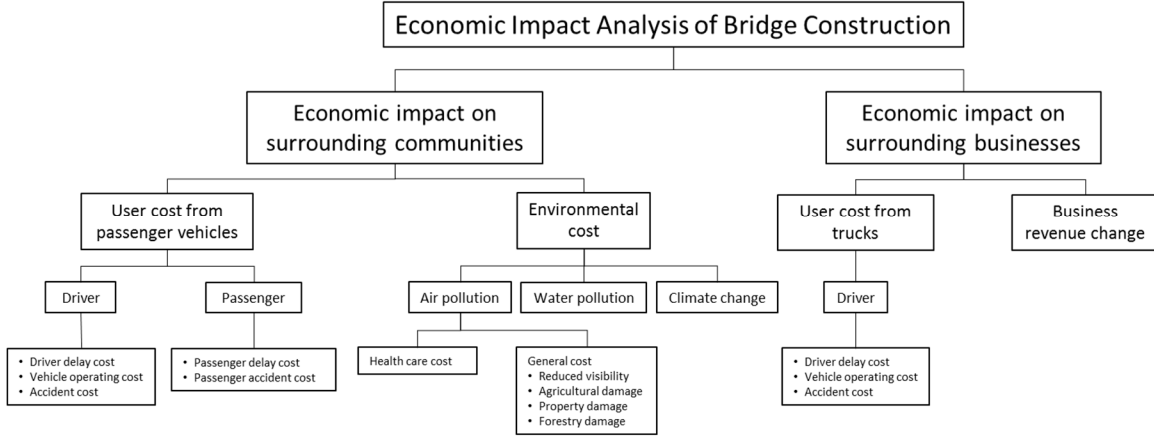 Economic Impact Analysis of Bridge Construction
Economic impact on
surrounding communities
Economic impact on
surrounding businesses
User cost from
passenger vehicles
Environmental
cost
User cost from
trucks
Business
revenue change
Driver
Passenger
Air pollution
Water pollution
Climate change
Driver
• Driver delay cost
• Vehicle operating cost
• Accident cost
• Passenger delay cost
• Passenger accident cost
Health care cost
General cost
• Reduced visibility
• Agricultural damage
• Property damage
• Forestry damage
• Driver delay cost
• Vehicle operating cost
• Accident cost